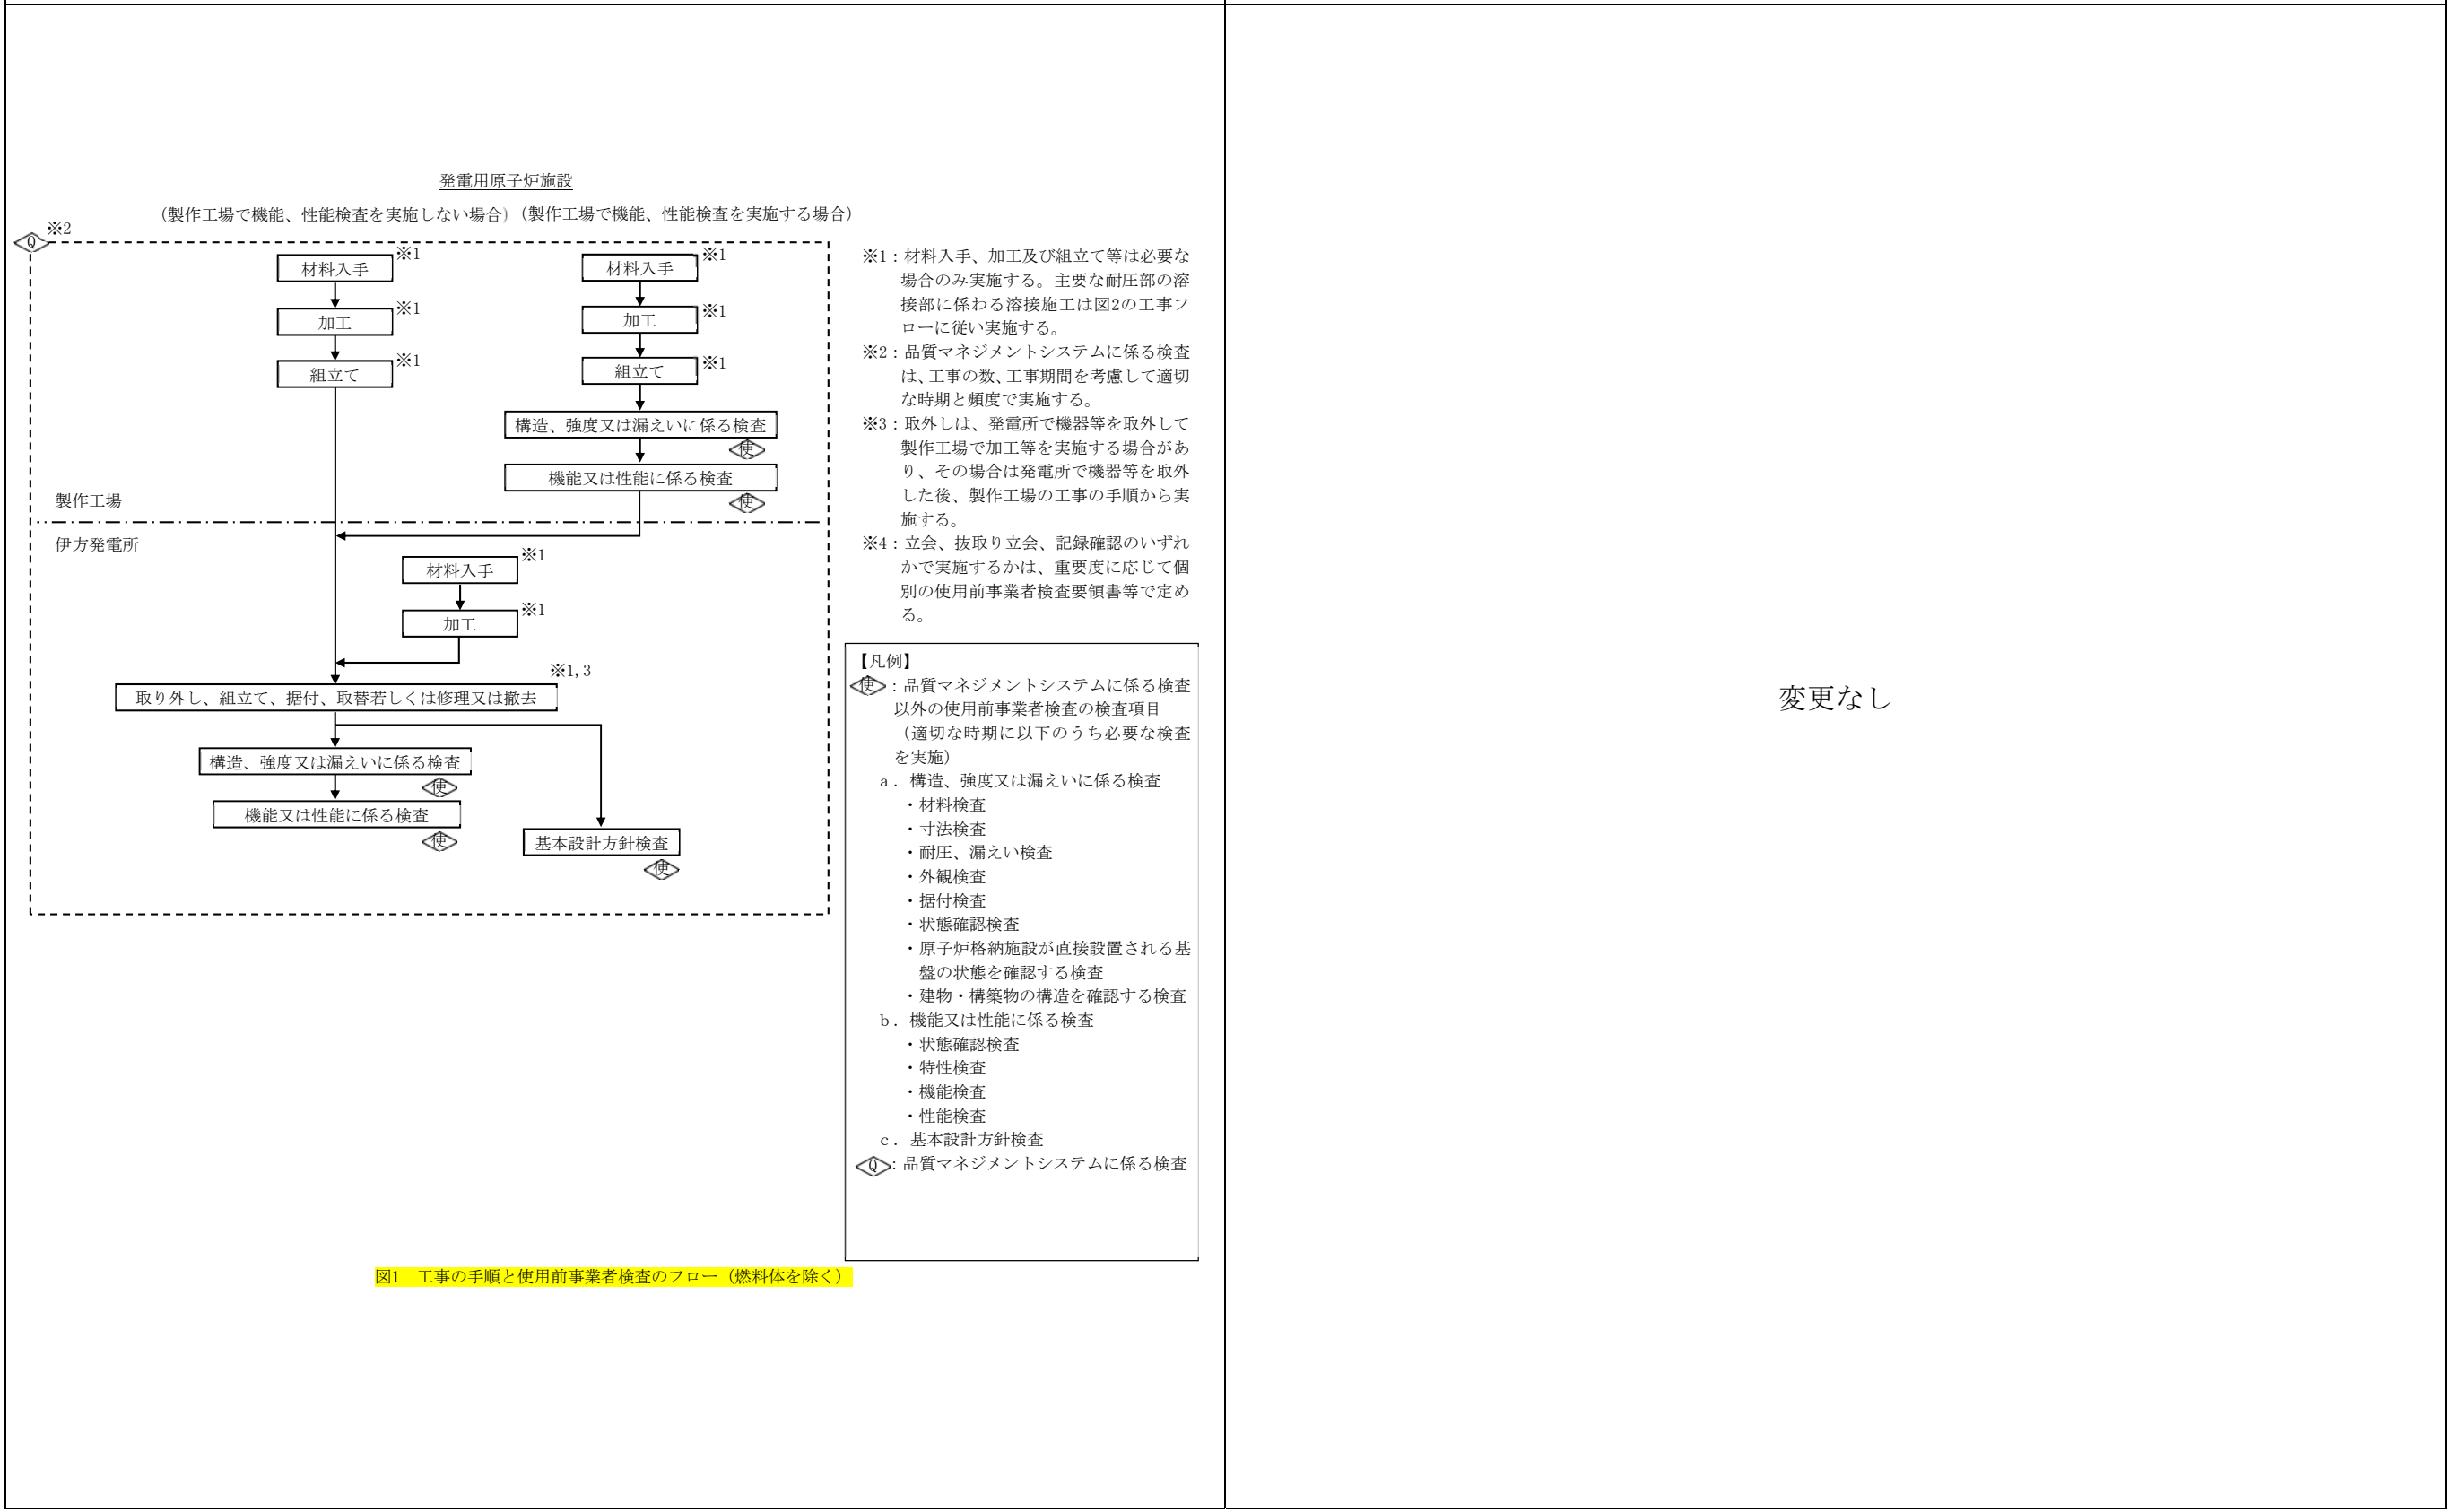 発電用原子炉施設
（製作工場で機能、性能検査を実施しない場合）（製作工場で機能、性能検査を実施する場合）
Q ※2
材料入手 ※1
加工 ※1
組立て ※1
材料入手 ※1
加工 ※1
組立て ※1
構造、強度又は漏えいに係る検査
使
機能又は性能に係る検査
使
製作工場
伊方発電所
材料入手 ※1
加工 ※1
※1,3
取り外し、組立て、据付、取替若しくは修理又は撤去
構造、強度又は漏えいに係る検査
使
機能又は性能に係る検査
使
基本設計方針検査
使
※1：材料入手、加工及び組立て等は必要な
場合のみ実施する。主要な耐圧部の溶
接部に係わる溶接施工は図2の工事フ
ローに従い実施する。
※2：品質マネジメントシステムに係る検査
は、工事の数、工事期間を考慮して適切
な時期と頻度で実施する。
※3：取外しは、発電所で機器等を取外して
製作工場で加工等を実施する場合があ
り、その場合は発電所で機器等を取外
した後、製作工場の工事の手順から実
施する。
※4：立会、抜取り立会、記録確認のいずれ
かで実施するかは、重要度に応じて個
別の使用前事業者検査要領書等で定め
る。
【凡例】
使：品質マネジメントシステムに係る検査
以外の使用前事業者検査の検査項目
（適切な時期に以下のうち必要な検査
を実施）
a．構造、強度又は漏えいに係る検査
・材料検査
・寸法検査
・耐圧、漏えい検査
・外観検査
・据付検査
・状態確認検査
・原子炉格納施設が直接設置される基
盤の状態を確認する検査
・建物・構築物の構造を確認する検査
b．機能又は性能に係る検査
・状態確認検査
・特性検査
・機能検査
・性能検査
c．基本設計方針検査
Q：品質マネジメントシステムに係る検査
図1　工事の手順と使用前事業者検査のフロー（燃料体を除く）
変更なし